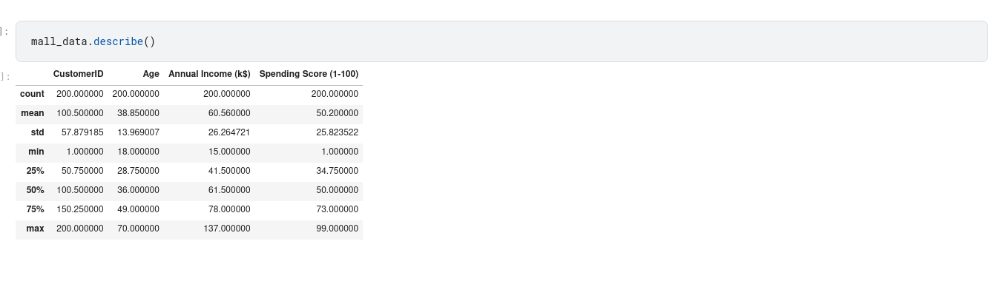 ]:
mall_data.describe()
]:
CustomerID Age Annual Income (k$) Spending Score (1-100)
count 200.000000 200.000000 200.000000 200.000000
mean 100.500000 38.850000 60.560000 50.200000
std 57.879185 13.969007 26.264721 25.823522
min 1.000000 18.000000 15.000000 1.000000
25% 50.750000 28.750000 41.500000 34.750000
50% 100.500000 36.000000 61.500000 50.000000
75% 150.250000 49.000000 78.000000 73.000000
max 200.000000 70.000000 137.000000 99.000000